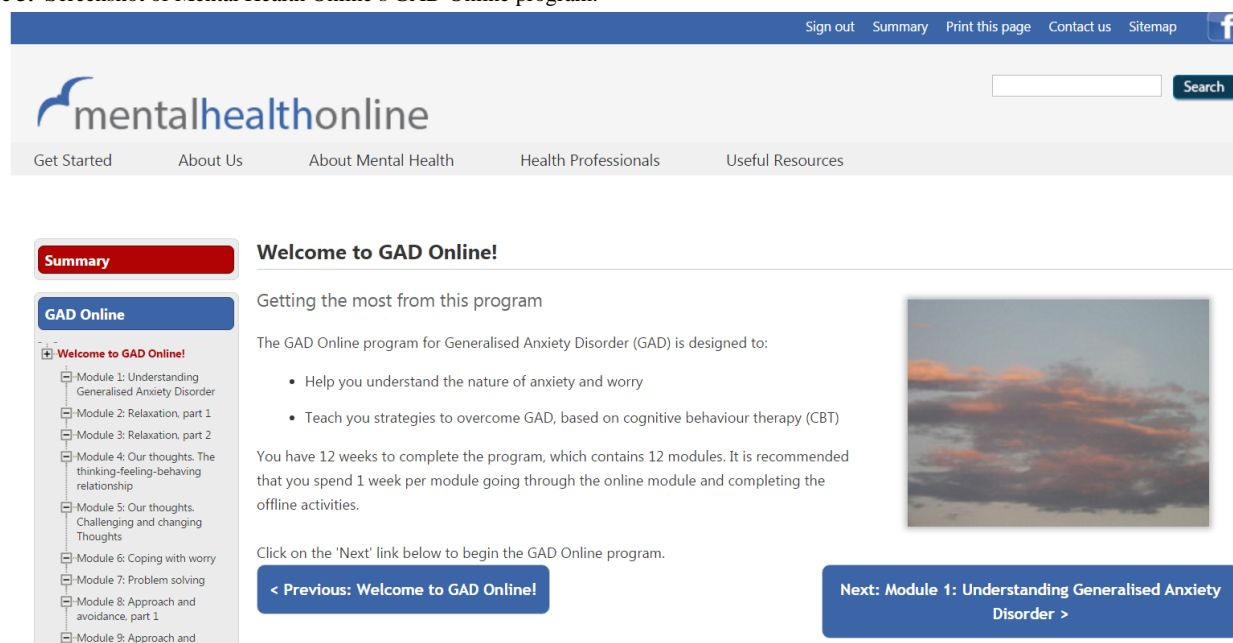 Screenshot of Mental Health Online's GAD Online program.
Sign out Summary Print this page Contact us Sitemap
mentalhealthonline
Search
Get Started About Us About Mental Health Health Professionals Useful Resources
Summary
GAD Online
Welcome to GAD Online!
Module 1: Understanding
Generalised Anxiety Disorder
Module 2: Relaxation, part 1
Module 3: Relaxation, part 2
Module 4: Our thoughts. The
thinking-feeling-behaving
relationship
Module 5: Our thoughts.
Challenging and changing
Thoughts
Module 6: Coping with worry
Module 7: Problem solving
Module 8: Approach and
avoidance, part 1
Module 9: Approach and
Welcome to GAD Online!
Getting the most from this program
The GAD Online program for Generalised Anxiety Disorder (GAD) is designed to:
• Help you understand the nature of anxiety and worry
• Teach you strategies to overcome GAD, based on cognitive behaviour therapy (CBT)
You have 12 weeks to complete the program, which contains 12 modules. It is recommended
that you spend 1 week per module going through the online module and completing the
offline activities.
Click on the 'Next' link below to begin the GAD Online program.
< Previous: Welcome to GAD Online!
Next: Module 1: Understanding Generalised Anxiety
Disorder >